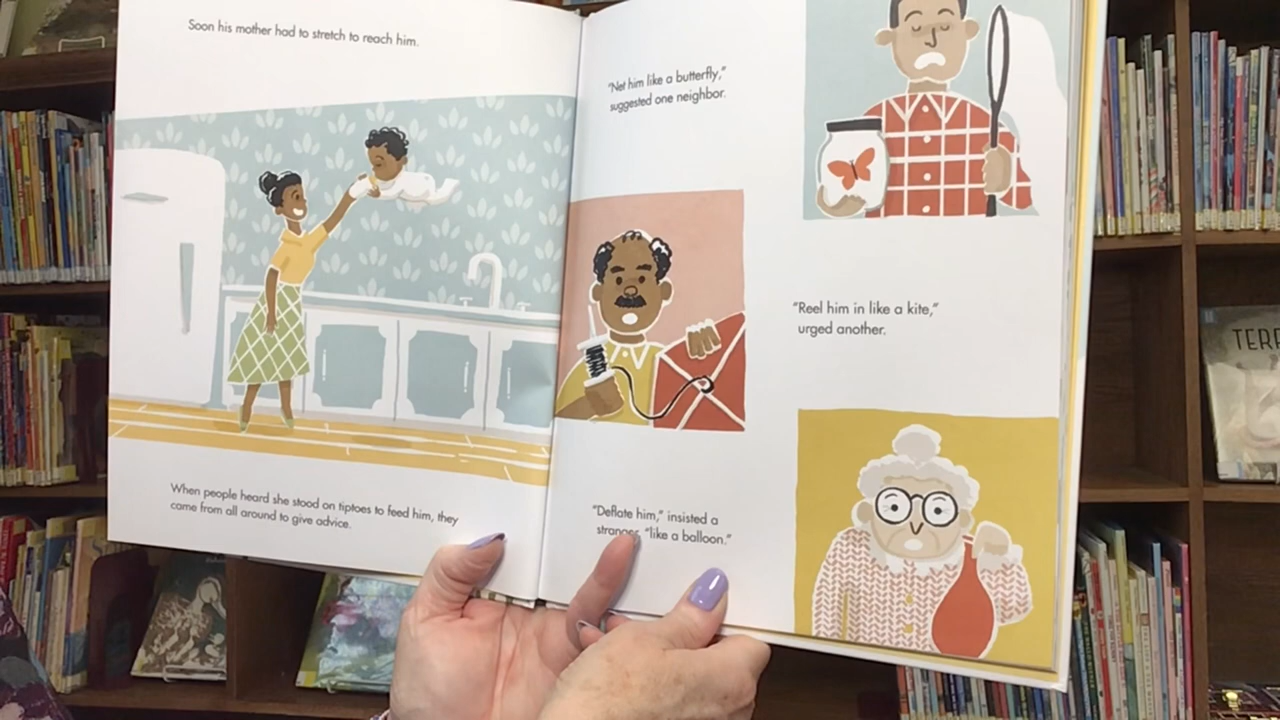 Soon his mother had to stretch to reach him.
When people heard she stood on tiptoes to feed him, they
came from all around to give advice.
"Net him like a butterfly,"
suggested one neighbor.
"Reel him in like a kite,"
urged another.
"Deflate him," insisted a
stranger, "like a balloon."
TERR